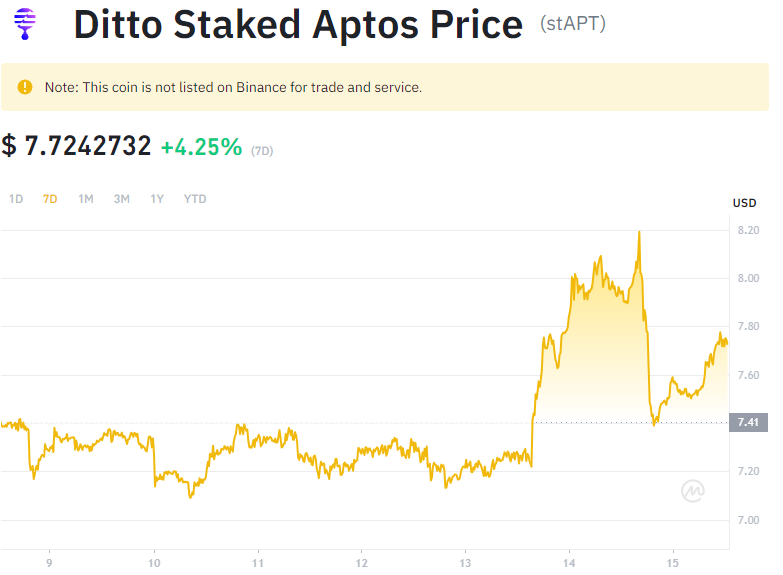 Ditto Staked Aptos Price (stAPT)
Note: This coin is not listed on Binance for trade and service.
$ 7.7242732 +4.25% (7D)
1D 7D 1M 3M 1Y YTD
USD
8.20
8.00
7.80
7.60
7.41
7.20
7.00
9 10 11 12 13 14 15